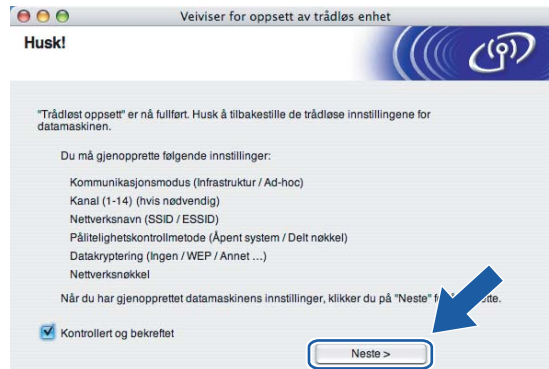 Veiviser for oppsett av trådløs enhet
Husk!
"Trådløst oppsett" er nå fullført. Husk å tilbakestille de trådløse innstillingene for
datamaskinen.
Du må gjenopprette følgende innstillinger:
Kommunikasjonsmodus (Infrastruktur / Ad-hoc)
Kanal (1-14) (hvis nødvendig)
Nettverksnavn (SSID / ESSID)
Pålitelighetskontrollmetode (Åpent system / Delt nøkkel)
Datakryptering (Ingen / WEP / Annet ...)
Nettverksnøkkel
Når du har gjenopprettet datamaskinens innstillinger, klikker du på "Neste"
Kontrollert og bekreftet
Neste >